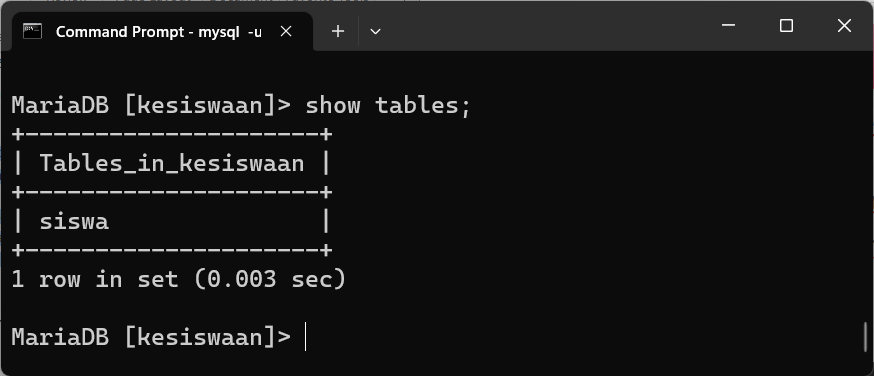 Command Prompt - mysql -u
MariaDB [kesiswaan]> show tables;
+---------------------+
| Tables_in_kesiswaan |
+---------------------+
| siswa               |
+---------------------+
1 row in set (0.003 sec)
MariaDB [kesiswaan]>